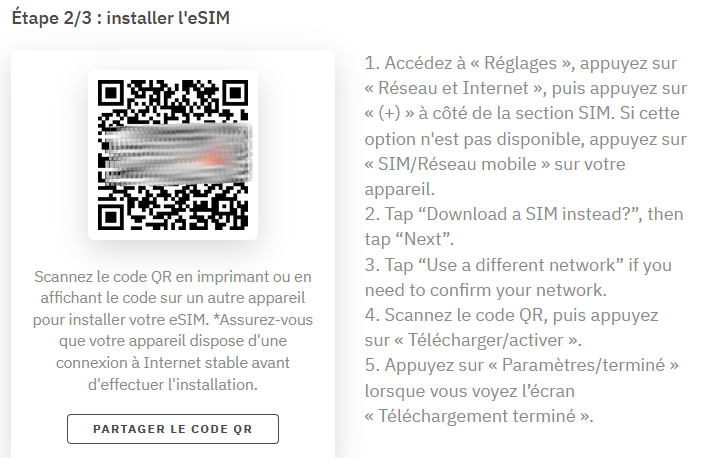 Étape 2/3 : installer l'eSIM
Scannez le code QR en imprimant ou en
affichant le code sur un autre appareil
pour installer votre eSIM. *Assurez-vous
que votre appareil dispose d'une
connexion à Internet stable avant
d'effectuer l'installation.
PARTAGER LE CODE QR
1. Accédez à « Réglages », appuyez sur
« Réseau et Internet », puis appuyez sur
« (+) » à côté de la section SIM. Si cette
option n'est pas disponible, appuyez sur
« SIM/Réseau mobile » sur votre
appareil.
2. Tap “Download a SIM instead?”, then
tap “Next”.
3. Tap “Use a different network” if you
need to confirm your network.
4. Scannez le code QR, puis appuyez
sur « Télécharger/activer ».
5. Appuyez sur « Paramètres/terminé »
lorsque vous voyez l’écran
« Téléchargement terminé ».